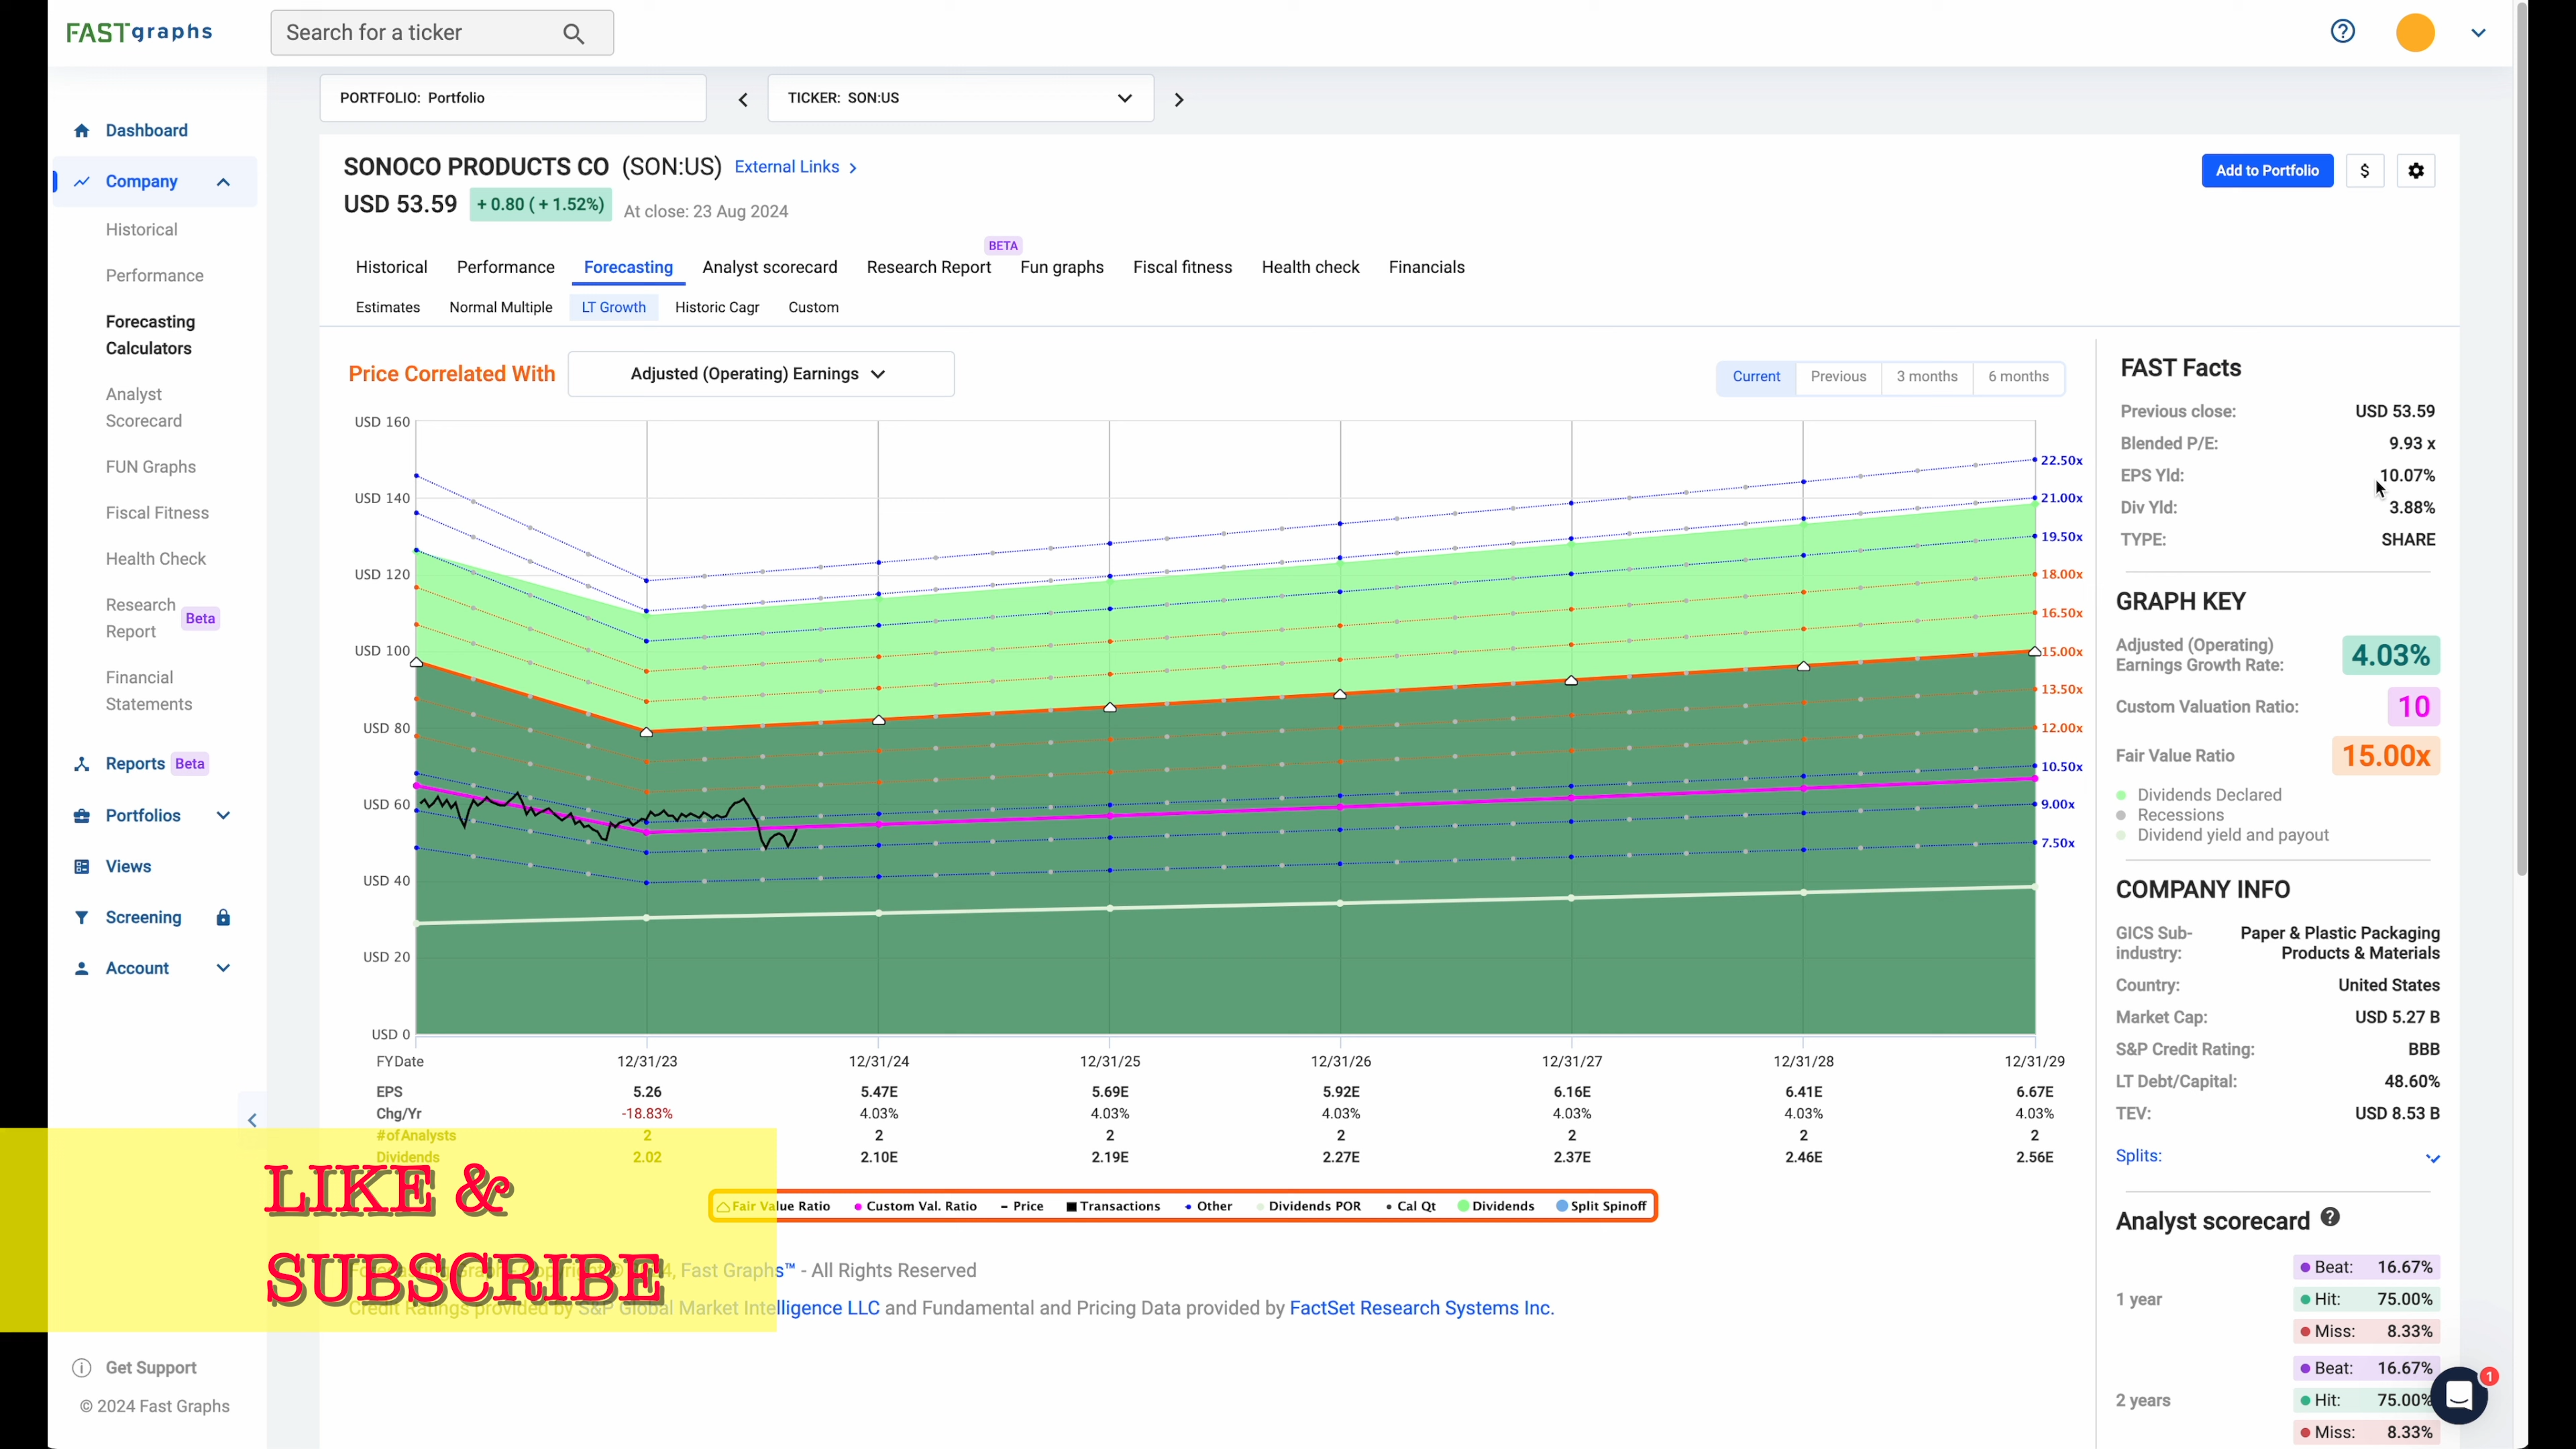 FASTgraphs
Search for a ticker
PORTFOLIO: Portfolio
TICKER: SON:US
Dashboard
Company
Historical
Performance
Forecasting
Calculators
Analyst
Scorecard
FUN Graphs
Fiscal Fitness
Health Check
Research
Report
Beta
Financial
Statements
Reports Beta
Portfolios
Views
Screening
Account
Get Support
© 2024 Fast Graphs
SONOCO PRODUCTS CO (SON:US) External Links
USD 53.59 + 0.80 ( + 1.52%) At close: 23 Aug 2024
Add to Portfolio $
BETA
Historical Performance Forecasting Analyst scorecard Research Report Fun graphs Fiscal fitness Health check Financials
Estimates Normal Multiple LT Growth Historic Cagr Custom
Price Correlated With Adjusted (Operating) Earnings
Current Previous 3 months 6 months
USD 160
USD 140
USD 120
USD 100
USD 80
USD 60
USD 40
USD 20
USD 0
22.50x
21.00x
19.50x
18.00x
16.50x
15.00x
13.50x
12.00x
10.50x
9.00x
7.50x
FY Date 12/31/23 12/31/24 12/31/25 12/31/26 12/31/27 12/31/28 12/31/29
EPS 5.26 5.47E 5.69E 5.92E 6.16E 6.41E 6.67E
Chg/Yr -18.83% 4.03% 4.03% 4.03% 4.03% 4.03% 4.03%
#of Analysts 2 2 2 2 2 2 2
Dividends 2.02 2.10E 2.19E 2.27E 2.37E 2.46E 2.56E
Fair Value Ratio Custom Val. Ratio Price Transactions Other Dividends POR Cal Qt Dividends Split Spinoff
LIKE &
SUBSCRIBE
4, Fast Graphs™ - All Rights Reserved
Credit Ratings provided by S&P Global Market Intelligence LLC and Fundamental and Pricing Data provided by FactSet Research Systems Inc.
FAST Facts
Previous close: USD 53.59
Blended P/E: 9.93 x
EPS Yld: 10.07%
Div Yld: 3.88%
TYPE: SHARE
GRAPH KEY
Adjusted (Operating)
Earnings Growth Rate: 4.03%
Custom Valuation Ratio: 10
Fair Value Ratio 15.00x
Dividends Declared
Recessions
Dividend yield and payout
COMPANY INFO
GICS Sub-
industry:
Paper & Plastic Packaging
Products & Materials
Country: United States
Market Cap: USD 5.27 B
S&P Credit Rating: BBB
LT Debt/Capital: 48.60%
TEV: USD 8.53 B
Splits:
Analyst scorecard
1 year
Beat: 16.67%
Hit: 75.00%
Miss: 8.33%
2 years
Beat: 16.67%
Hit: 75.00%
Miss: 8.33%
1